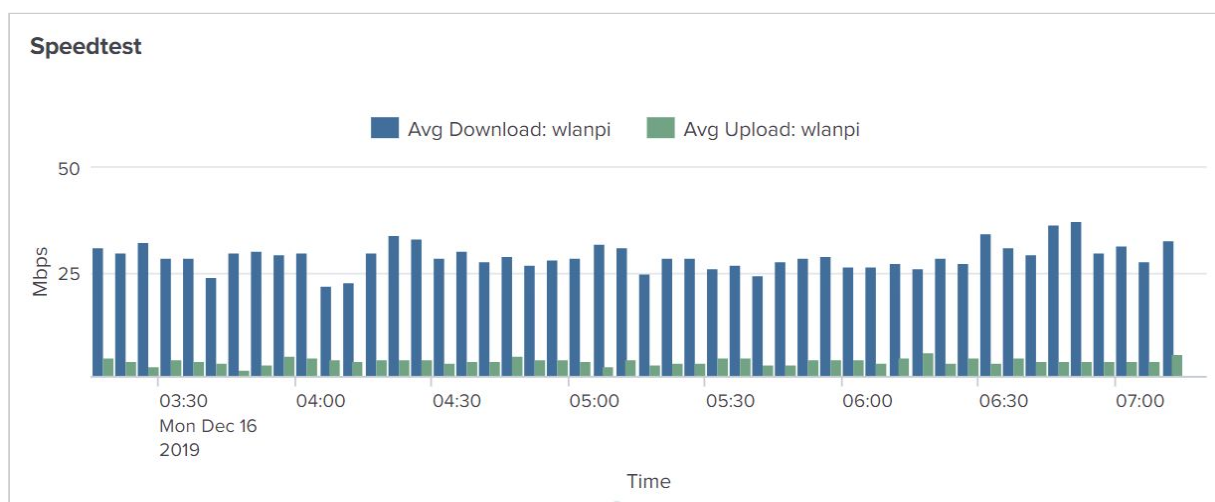 Speedtest
Avg Download: wlanpi Avg Upload: wlanpi
50
25
Mbps
03:30 04:00 04:30 05:00 05:30 06:00 06:30 07:00
Mon Dec 16
2019
Time